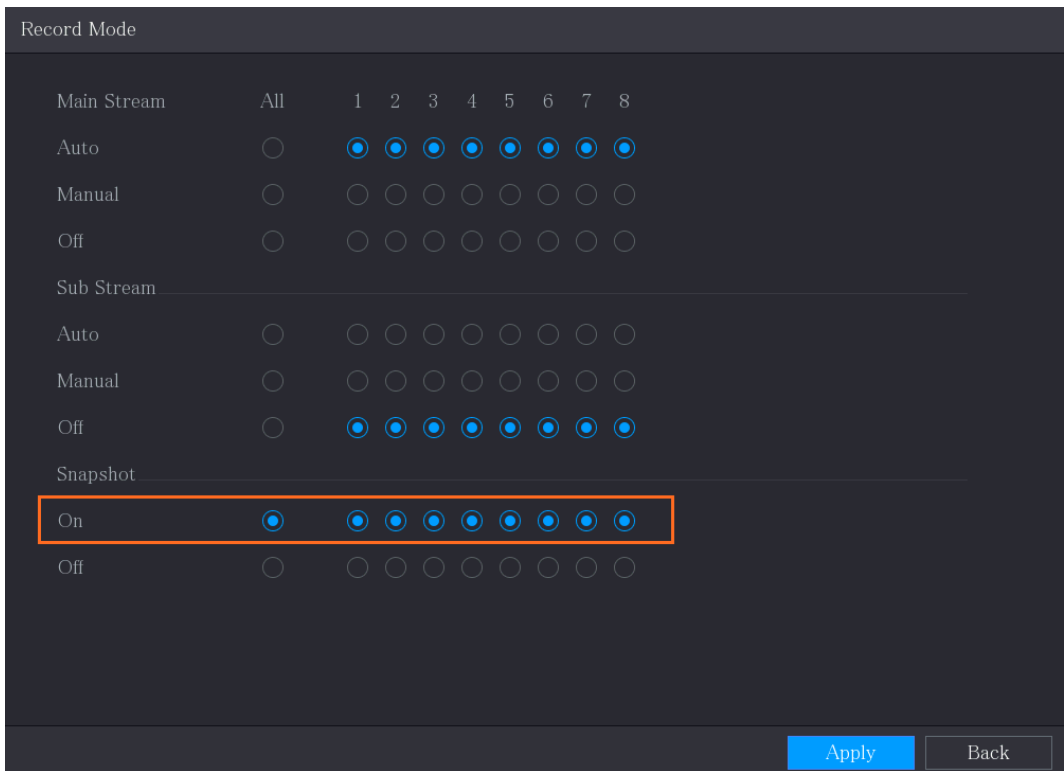 Record Mode
Main Stream All 1 2 3 4 5 6 7 8
Auto
Manual
Off
Sub Stream
Auto
Manual
Off
Snapshot
On
Off
Apply Back